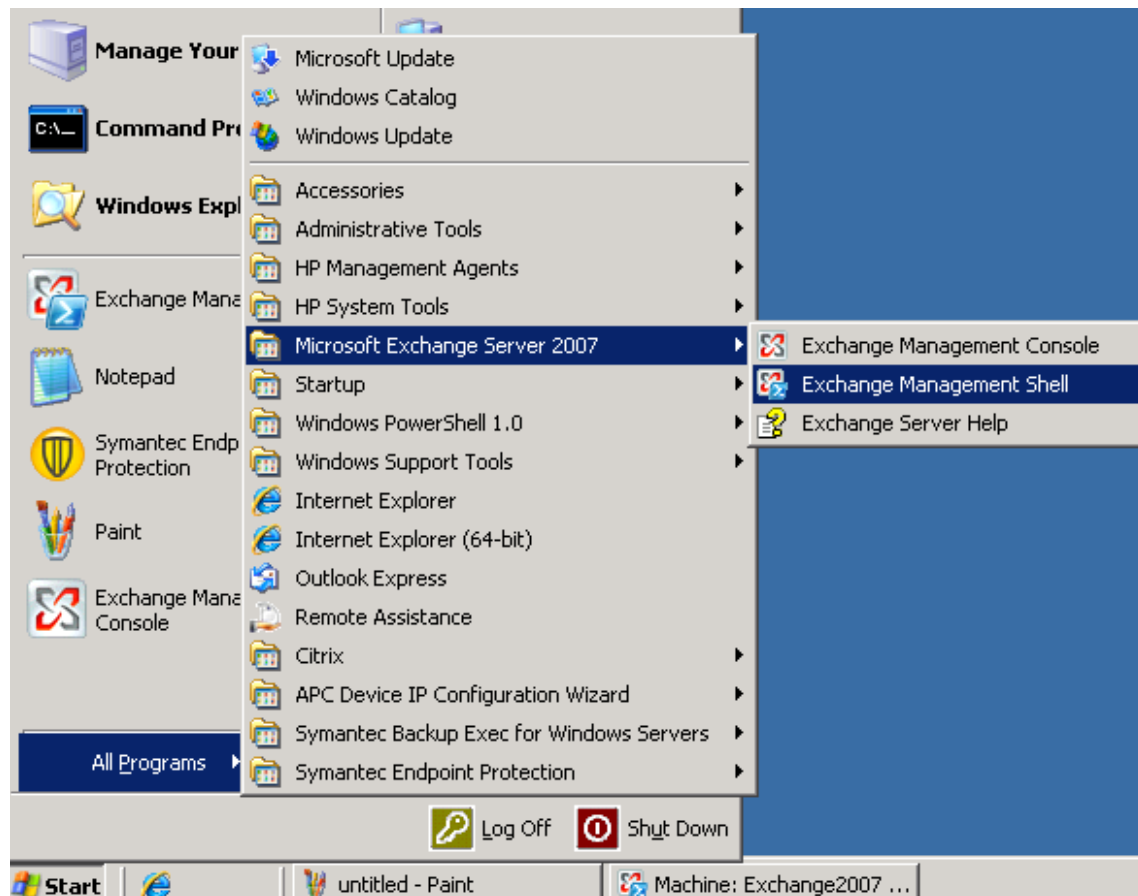 Manage Your
Command Pro
Windows Expl
Exchange Mana
Notepad
Symantec Endp
Protection
Paint
Exchange Mana
Console
All Programs
Microsoft Update
Windows Catalog
Windows Update
Accessories
Administrative Tools
HP Management Agents
HP System Tools
Microsoft Exchange Server 2007
Startup
Windows PowerShell 1.0
Windows Support Tools
Internet Explorer
Internet Explorer (64-bit)
Outlook Express
Remote Assistance
Citrix
APC Device IP Configuration Wizard
Symantec Backup Exec for Windows Servers
Symantec Endpoint Protection
Exchange Management Console
Exchange Management Shell
Exchange Server Help
Log Off
Shut Down
Start
untitled - Paint
Machine: Exchange2007 ...
C:\_